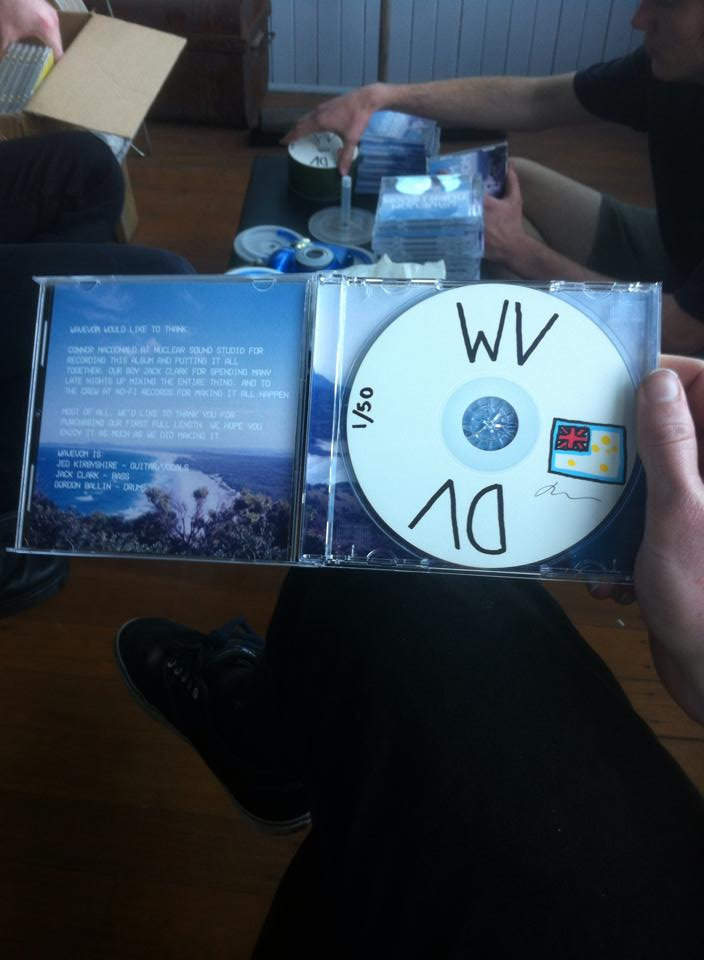 WAVEVOM WOULD LIKE TO THANK
CONNOR MACDONALD AT NUCLEAR SOUND STUDIO FOR
RECORDING THIS ALBUM AND PUTTING IT ALL
TOGETHER. OUR BOY JACK CLARK FOR SPENDING MANY
LATE NIGHTS UP MIXING THE ENTIRE THING. AND TO
THE CREW AT NO-FI RECORDS FOR MAKING IT ALL HAPPEN.
MOST OF ALL, WE'D LIKE TO THANK YOU FOR
PURCHASING OUR FIRST FULL LENGTH. WE HOPE YOU
ENJOY IT AS MUCH AS WE DID MAKING IT.
WAVEVOM IS:
JED KIRBYSHIRE - GUITAR/VOCALS
JACK CLARK - BASS
GORDON BALLIN - DRUMS
WV
1/50
DV
WV
DV